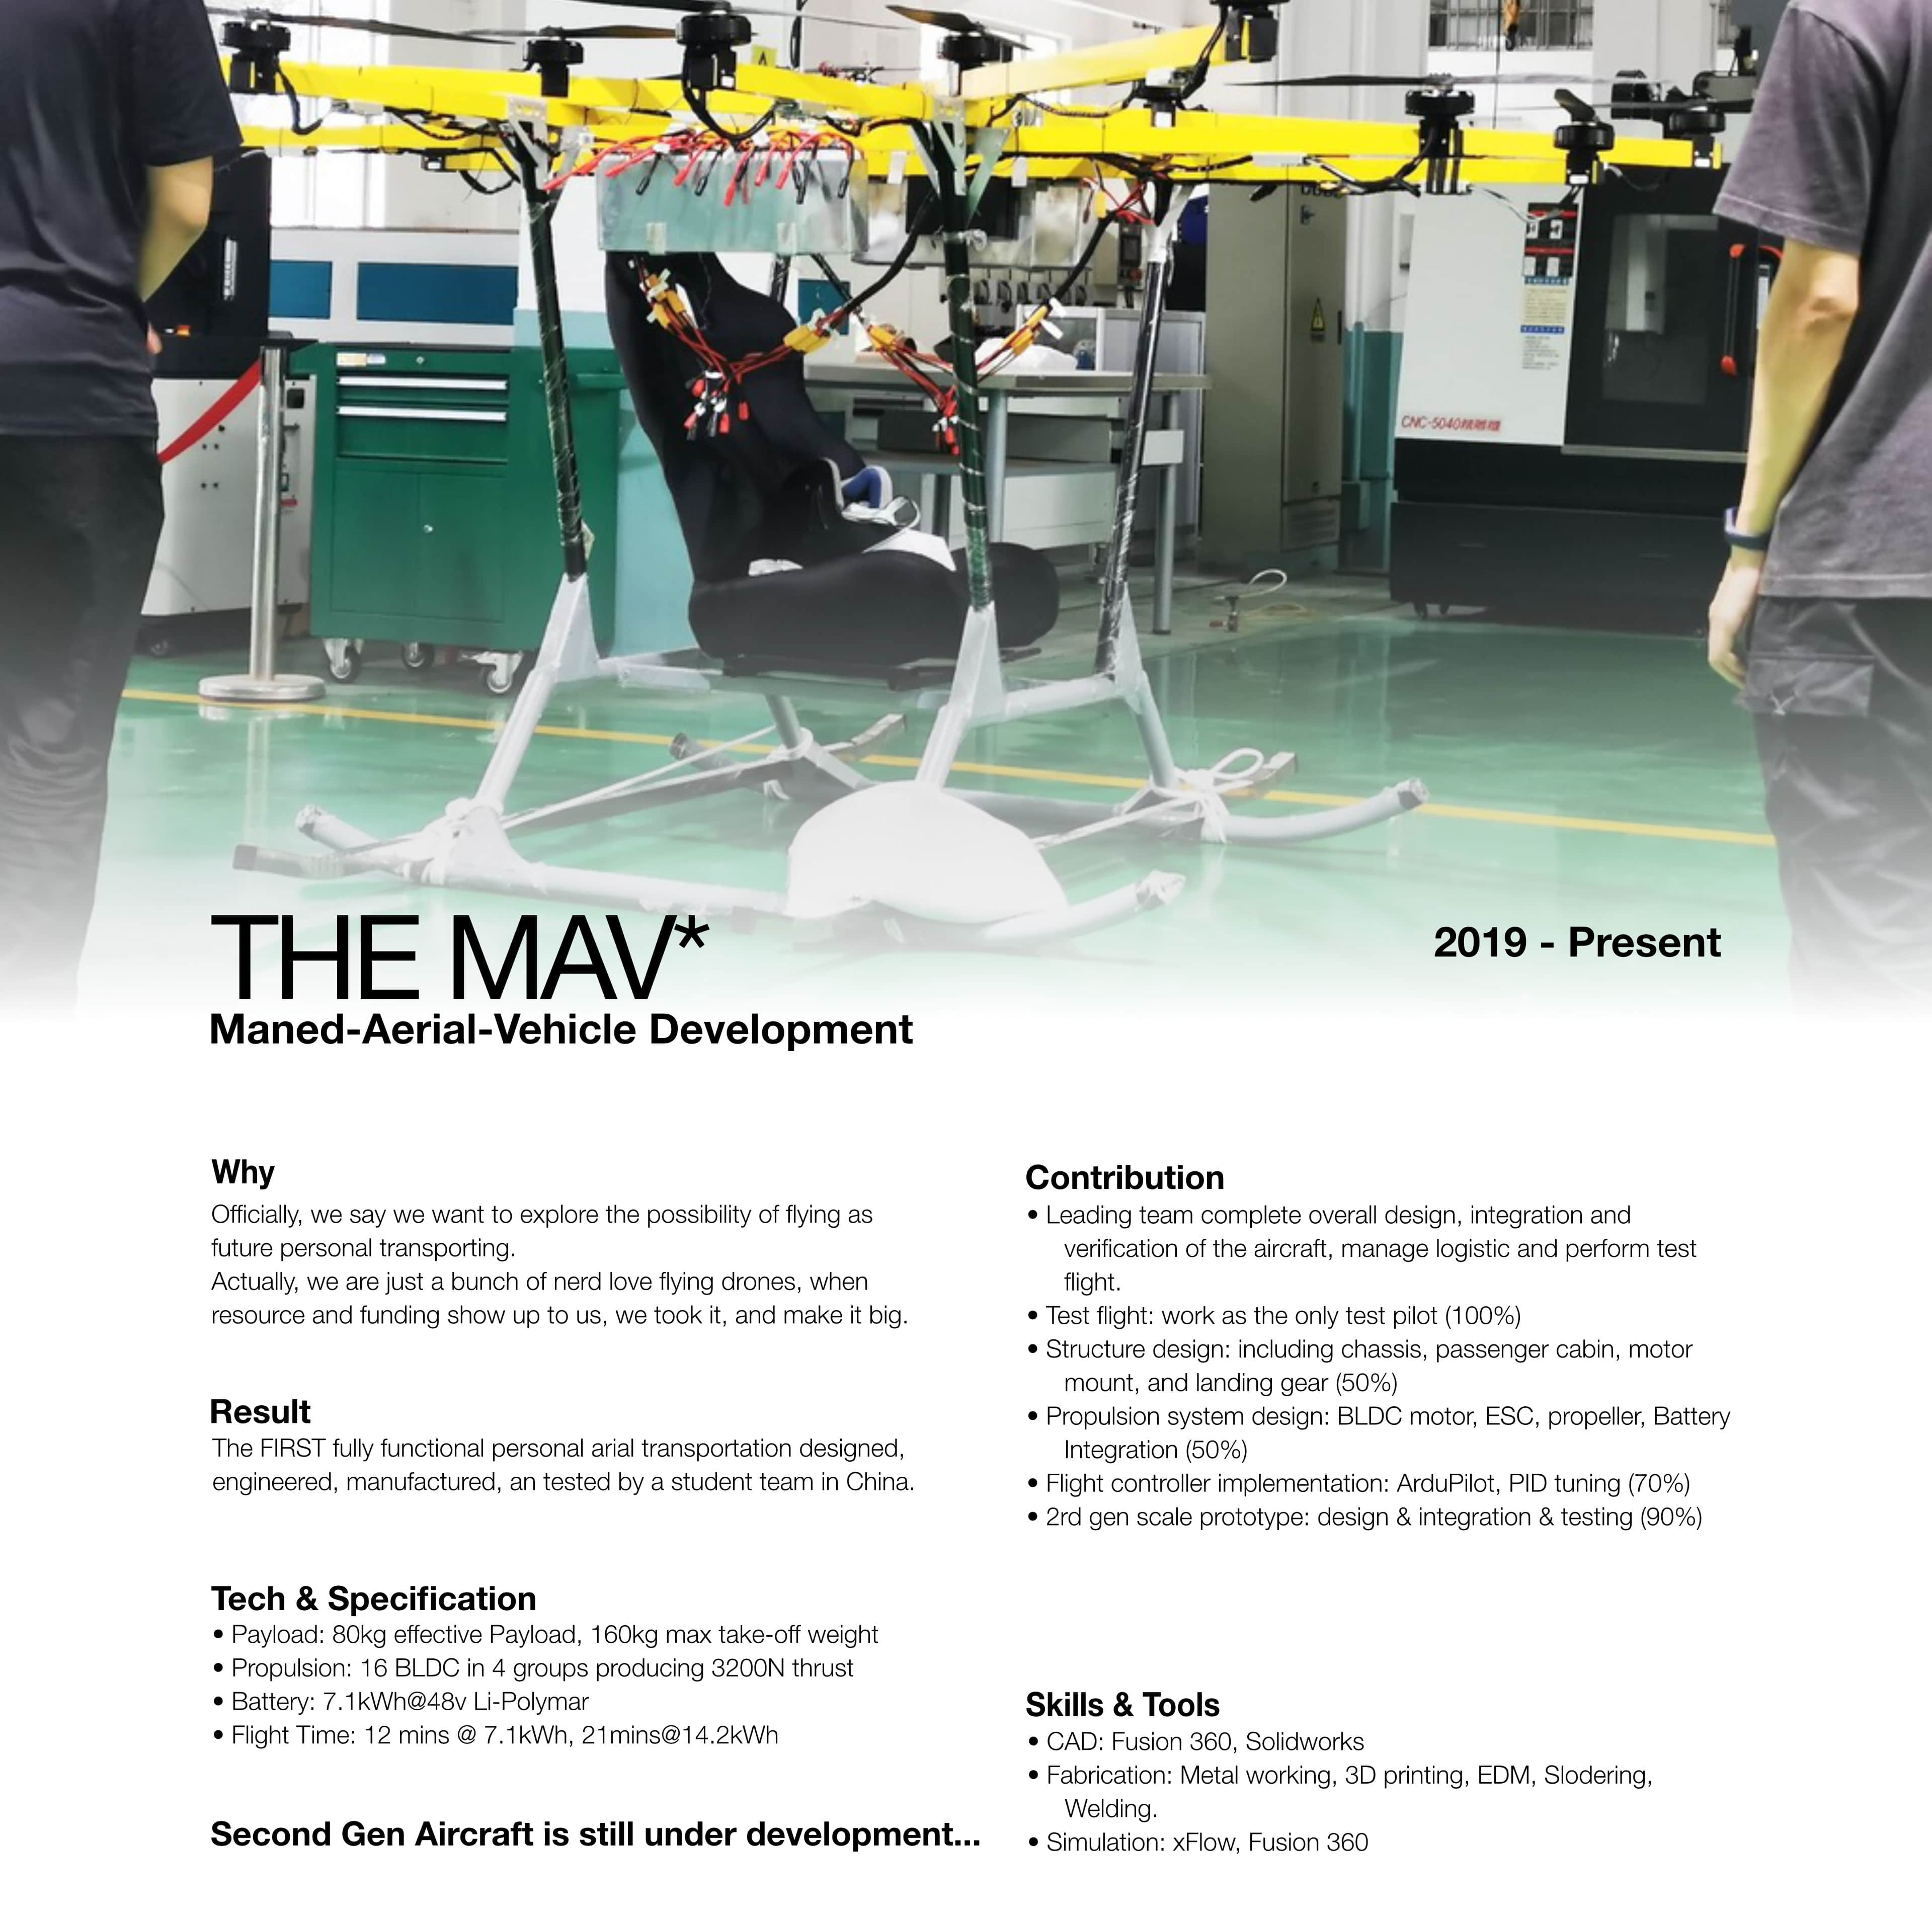 CNC-5040精雕機
THE MAV*
2019 - Present
Maned-Aerial-Vehicle Development
Why
Officially, we say we want to explore the possibility of flying as
future personal transporting.
Actually, we are just a bunch of nerd love flying drones, when
resource and funding show up to us, we took it, and make it big.
Result
The FIRST fully functional personal arial transportation designed,
engineered, manufactured, an tested by a student team in China.
Tech & Specification
• Payload: 80kg effective Payload, 160kg max take-off weight
• Propulsion: 16 BLDC in 4 groups producing 3200N thrust
• Battery: 7.1kWh@48v Li-Polymar
• Flight Time: 12 mins @ 7.1kWh, 21mins@14.2kWh
Second Gen Aircraft is still under development...
Contribution
• Leading team complete overall design, integration and
verification of the aircraft, manage logistic and perform test
flight.
• Test flight: work as the only test pilot (100%)
• Structure design: including chassis, passenger cabin, motor
mount, and landing gear (50%)
• Propulsion system design: BLDC motor, ESC, propeller, Battery
Integration (50%)
• Flight controller implementation: ArduPilot, PID tuning (70%)
• 2rd gen scale prototype: design & integration & testing (90%)
Skills & Tools
• CAD: Fusion 360, Solidworks
• Fabrication: Metal working, 3D printing, EDM, Slodering,
Welding.
• Simulation: xFlow, Fusion 360